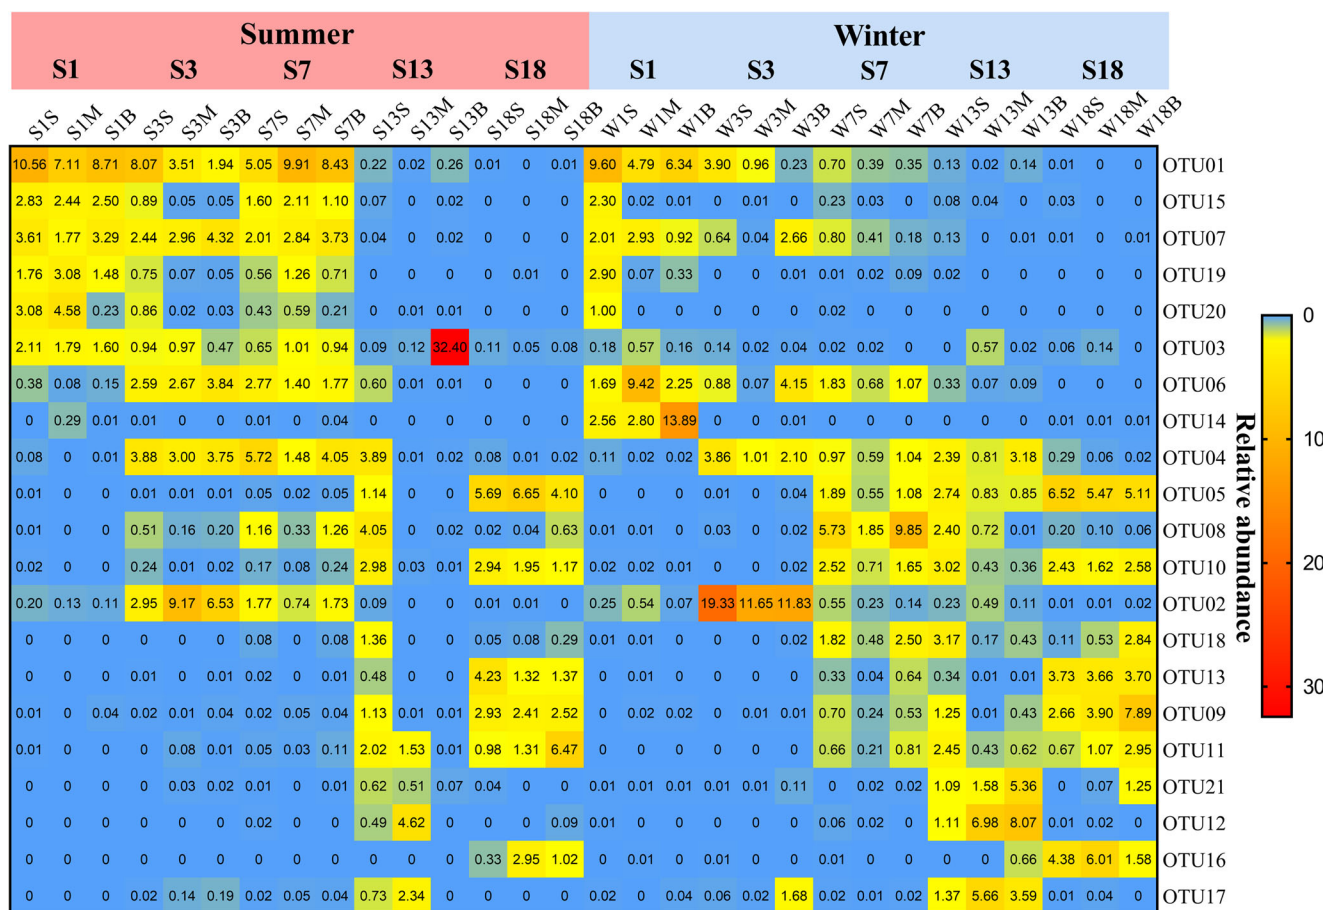 Summer Winter
S1 S3 S7 S13 S18 S1 S3 S7 S13 S18
S1S S1M S1B S3S S3M S3B S7S S7M S7B S13S S13M S13B S18S S18M S18B W1S W1M W1B W3S W3M W3B W7S W7M W7B W13S W13M W13B W18S W18M W18B
10.56 7.11 8.71 8.07 3.51 1.94 5.05 9.91 8.43 0.22 0.02 0.26 0.01 0 0.01 9.60 4.79 6.34 3.90 0.96 0.23 0.70 0.39 0.35 0.13 0.02 0.14 0.01 0 0 OTU01
2.83 2.44 2.50 0.89 0.05 0.05 1.60 2.11 1.10 0.07 0 0.02 0 0 0 2.30 0.02 0.01 0 0.01 0 0.23 0.03 0 0.08 0.04 0 0.03 0 0 OTU15
3.61 1.77 3.29 2.44 2.96 4.32 2.01 2.84 3.73 0.04 0 0.02 0 0 0 2.01 2.93 0.92 0.64 0.04 2.66 0.80 0.41 0.18 0.13 0 0.01 0.01 0 0.01 OTU07
1.76 3.08 1.48 0.75 0.07 0.05 0.56 1.26 0.71 0 0 0 0 0.01 0 2.90 0.07 0.33 0 0 0.01 0.01 0.02 0.09 0.02 0 0 0 0 0 OTU19
3.08 4.58 0.23 0.86 0.02 0.03 0.43 0.59 0.21 0 0.01 0.01 0 0 0 1.00 0 0 0 0 0 0.02 0 0 0 0 0 0 0 0 OTU20
2.11 1.79 1.60 0.94 0.97 0.47 0.65 1.01 0.94 0.09 0.12 32.40 0.11 0.05 0.08 0.18 0.57 0.16 0.14 0.02 0.04 0.02 0.02 0 0 0.57 0.02 0.06 0.14 0 OTU03
0.38 0.08 0.15 2.59 2.67 3.84 2.77 1.40 1.77 0.60 0.01 0.01 0 0 0 1.69 9.42 2.25 0.88 0.07 4.15 1.83 0.68 1.07 0.33 0.07 0.09 0 0 0 OTU06
0 0.29 0.01 0.01 0 0 0.01 0 0.04 0 0 0 0 0 0 2.56 2.80 13.89 0 0 0.01 0 0 0 0 0 0 0.01 0.01 0.01 OTU14
0.08 0 0.01 3.88 3.00 3.75 5.72 1.48 4.05 3.89 0.01 0.02 0.08 0.01 0.02 0.11 0.02 0.02 3.86 1.01 2.10 0.97 0.59 1.04 2.39 0.81 3.18 0.29 0.06 0.02 OTU04
0.01 0 0 0.01 0.01 0.01 0.05 0.02 0.05 1.14 0 0 5.69 6.65 4.10 0 0 0 0.01 0 0.04 1.89 0.55 1.08 2.74 0.83 0.85 6.52 5.47 5.11 OTU05
0.01 0 0 0.51 0.16 0.20 1.16 0.33 1.26 4.05 0 0.02 0.02 0.04 0.63 0.01 0.01 0 0.03 0 0.02 5.73 1.85 9.85 2.40 0.72 0.01 0.20 0.10 0.06 OTU08
0.02 0 0 0.24 0.01 0.02 0.17 0.08 0.24 2.98 0.03 0.01 2.94 1.95 1.17 0.02 0.02 0.01 0 0 0.02 2.52 0.71 1.65 3.02 0.43 0.36 2.43 1.62 2.58 OTU10
0.20 0.13 0.11 2.95 9.17 6.53 1.77 0.74 1.73 0.09 0 0 0.01 0.01 0 0.25 0.54 0.07 19.33 11.65 11.83 0.55 0.23 0.14 0.23 0.49 0.11 0.01 0.01 0.02 OTU02
0 0 0 0 0 0 0.08 0 0.08 1.36 0 0 0.05 0.08 0.29 0.01 0.01 0 0 0 0.02 1.82 0.48 2.50 3.17 0.17 0.43 0.11 0.53 2.84 OTU18
0 0 0 0.01 0 0.01 0.02 0 0.01 0.48 0 0 4.23 1.32 1.37 0 0 0 0 0 0 0.33 0.04 0.64 0.34 0.01 0.01 3.73 3.66 3.70 OTU13
0.01 0 0.04 0.02 0.01 0.04 0.02 0.05 0.04 1.13 0.01 0.01 2.93 2.41 2.52 0 0.02 0.02 0 0.01 0.01 0.70 0.24 0.53 1.25 0.01 0.43 2.66 3.90 7.89 OTU09
0.01 0 0 0 0.08 0.01 0.05 0.03 0.11 2.02 1.53 0.01 0.98 1.31 6.47 0 0 0 0 0 0 0.66 0.21 0.81 2.45 0.43 0.62 0.67 1.07 2.95 OTU11
0 0 0 0 0.03 0.02 0.01 0 0.01 0.62 0.51 0.07 0.04 0 0 0.01 0.01 0.01 0.01 0.01 0.11 0 0.02 0.02 1.09 1.58 5.36 0 0.07 1.25 OTU21
0 0 0 0 0 0 0.02 0 0 0.49 4.62 0 0 0 0.09 0.01 0 0 0 0 0 0.06 0.02 0 1.11 6.98 8.07 0.01 0.02 0 OTU12
0 0 0 0 0 0 0 0 0 0 0 0 0.33 2.95 1.02 0 0.01 0 0.01 0 0 0.01 0 0 0 0 0.66 4.38 6.01 1.58 OTU16
0 0 0 0.02 0.14 0.19 0.02 0.05 0.04 0.73 2.34 0 0 0 0 0.02 0 0.04 0.06 0.02 1.68 0.02 0.01 0.02 1.37 5.66 3.59 0.01 0.04 0 OTU17
0
10
20
30
Relative abundance